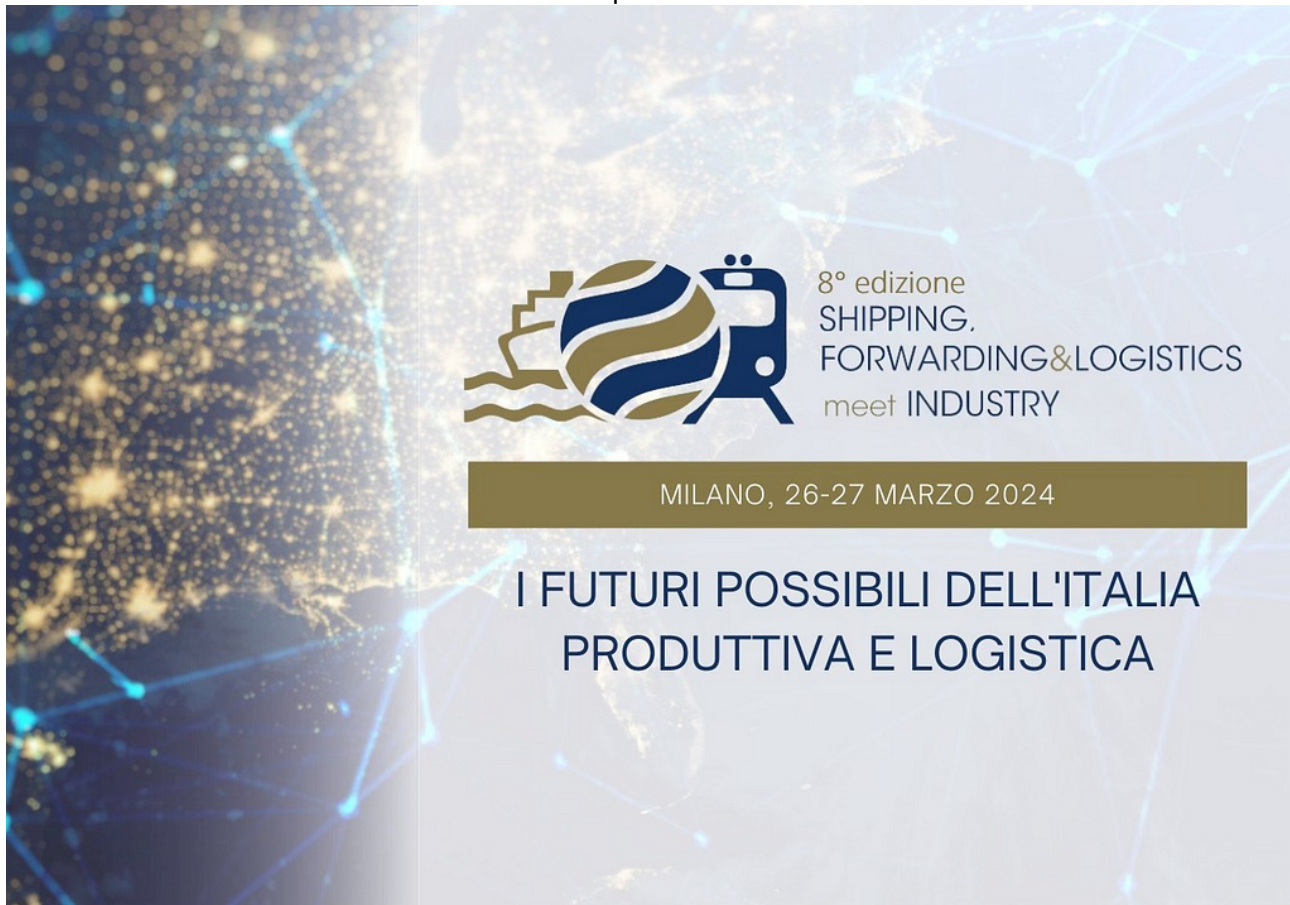 8° edizione
SHIPPING,
FORWARDING&LOGISTICS
meet INDUSTRY
MILANO, 26-27 MARZO 2024
I FUTURI POSSIBILI DELL'ITALIA
PRODUTTIVA E LOGISTICA